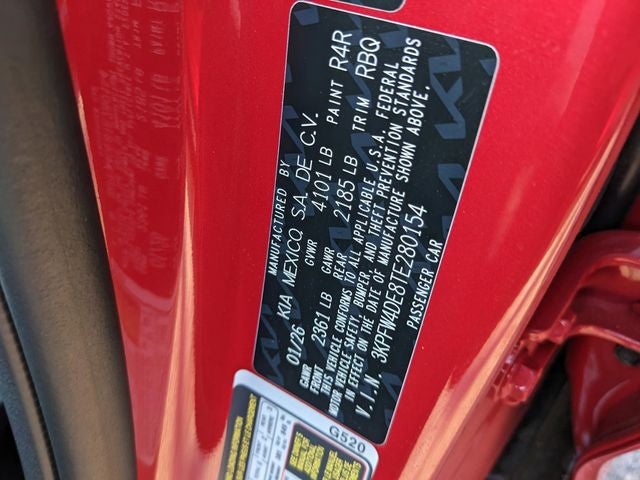 MANUFACTURED BY
01/26 KIA MEXICO, S.A. DE C.V.
GVWR 4101 LB PAINT R4R
GAWR FRONT 2361 LB GAWR REAR 2185 LB TRIM RBQ
THIS VEHICLE CONFORMS TO ALL APPLICABLE U.S.A. FEDERAL
MOTOR VEHICLE SAFETY, BUMPER, AND THEFT PREVENTION STANDARDS
IN EFFECT ON THE DATE OF MANUFACTURE SHOWN ABOVE.
V.I.N. 3KPFW4DE8TE280154
PASSENGER CAR
G520